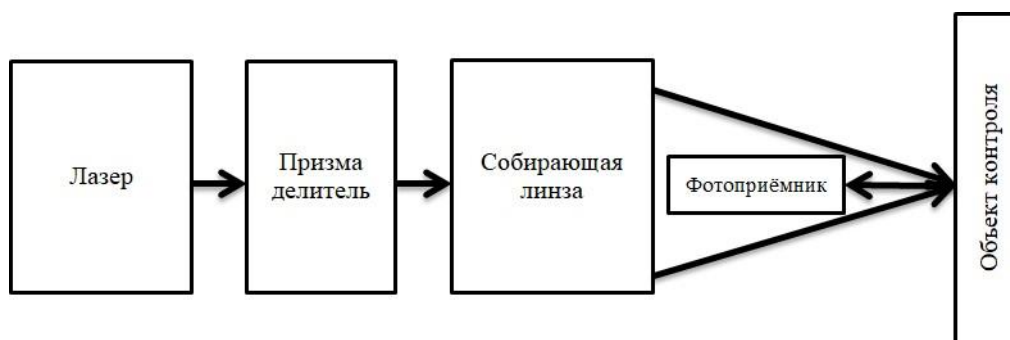 Лазер
Призма
делитель
Собирающая
линза
Фотоприёмник
Объект контроля